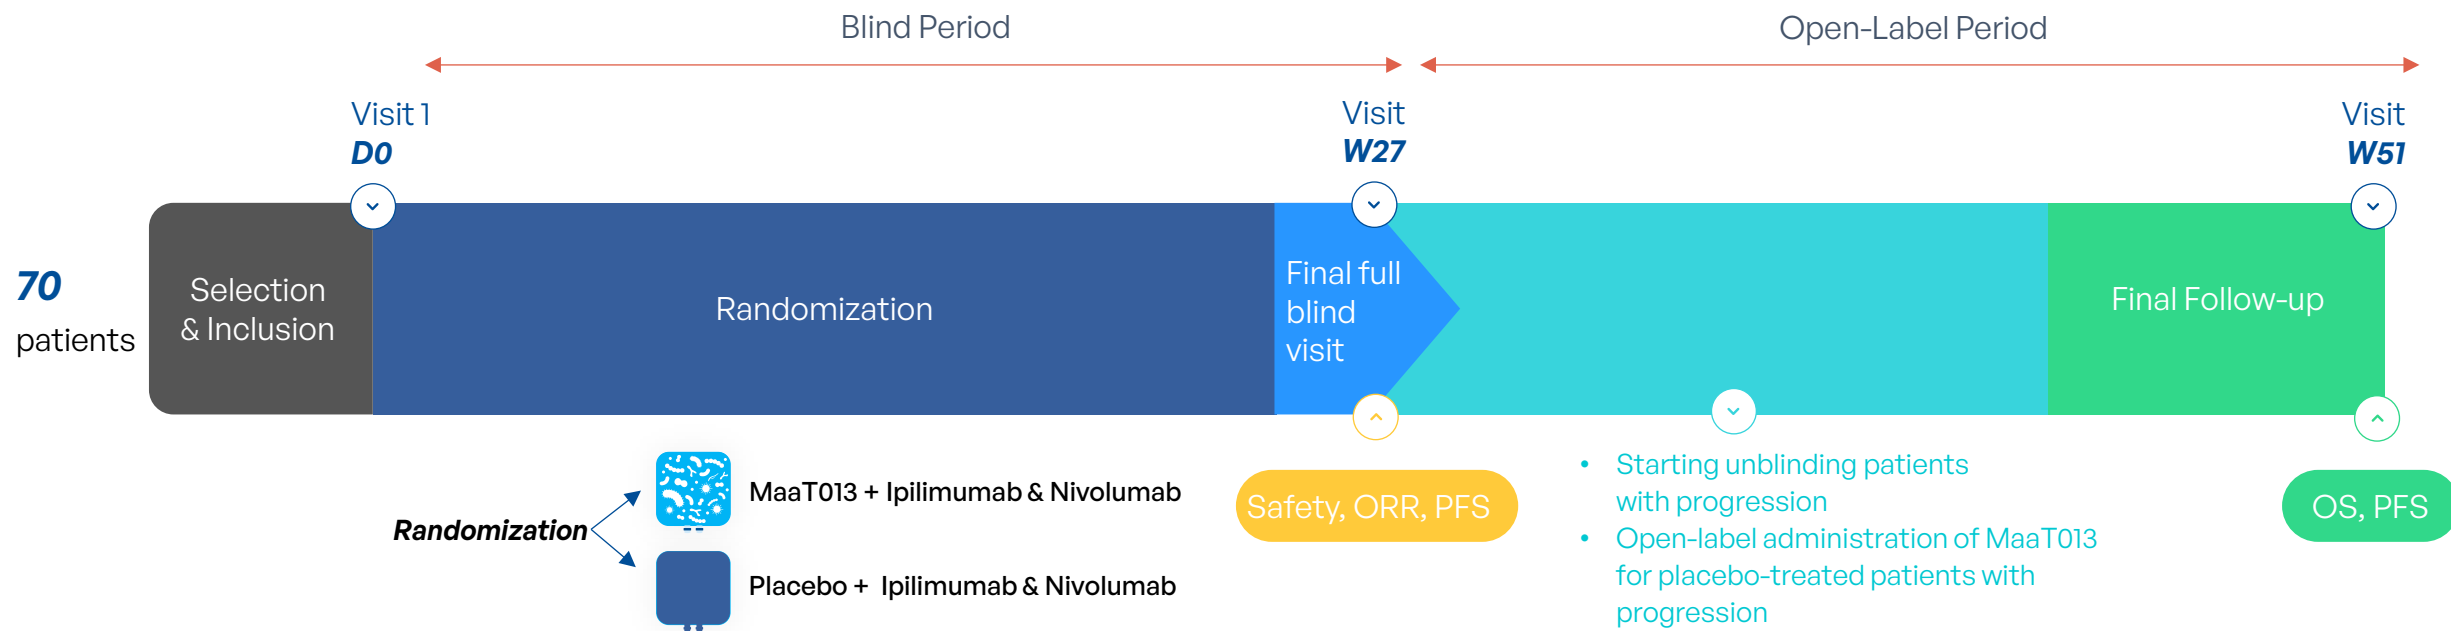 Blind Period
Open-Label Period
Visit 1
D0
Visit
W27
Visit
W51
70
patients
Selection
& Inclusion
Randomization
Final full
blind
visit
Final Follow-up
Randomization
MaaT013 + Ipilimumab & Nivolumab
Placebo + Ipilimumab & Nivolumab
Safety, ORR, PFS
• Starting unblinding patients
with progression
• Open-label administration of MaaT013
for placebo-treated patients with
progression
OS, PFS